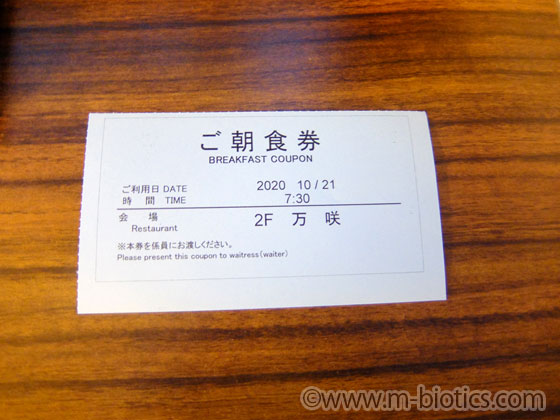 ご朝食券
BREAKFAST COUPON
ご利用日 DATE 2020 10/21
時間 TIME 7:30
会場 2F 万咲
Restaurant
※本券を係員にお渡しください。
Please present this coupon to waitress(waiter)
©www.m-biotics.com